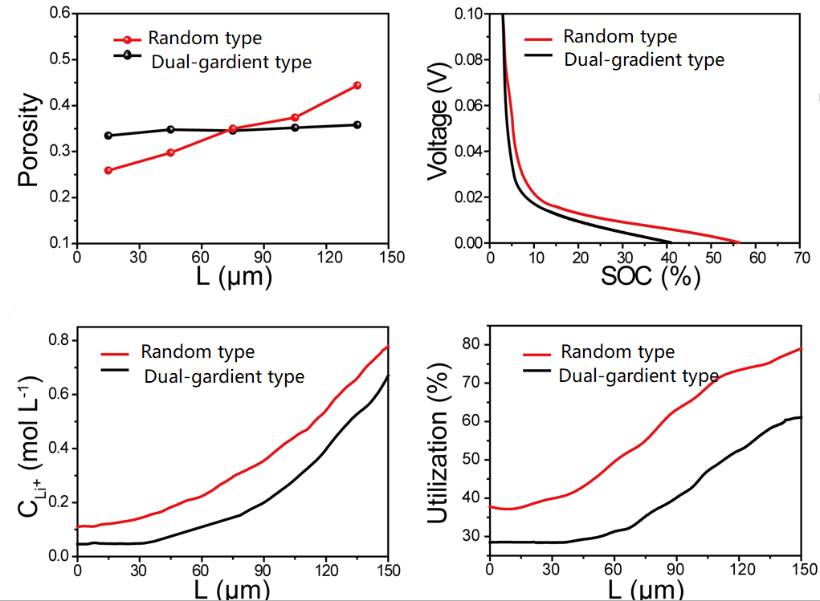 0.6
0.5
0.4
0.3
0.2
0.1
Porosity
Random type
Dual-gardient type
0 30 60 90 120 150
L (μm)
0.10
0.08
0.06
0.04
0.02
0.00
Voltage (V)
Random type
Dual-gradient type
0 10 20 30 40 50 60 70
SOC (%)
0.8
0.6
0.4
0.2
0.0
C_Li+ (mol L⁻¹)
Random type
Dual-gardient type
0 30 60 90 120 150
L (μm)
80
70
60
50
40
30
Utilization (%)
Random type
Dual-gardient type
0 30 60 90 120 150
L (μm)